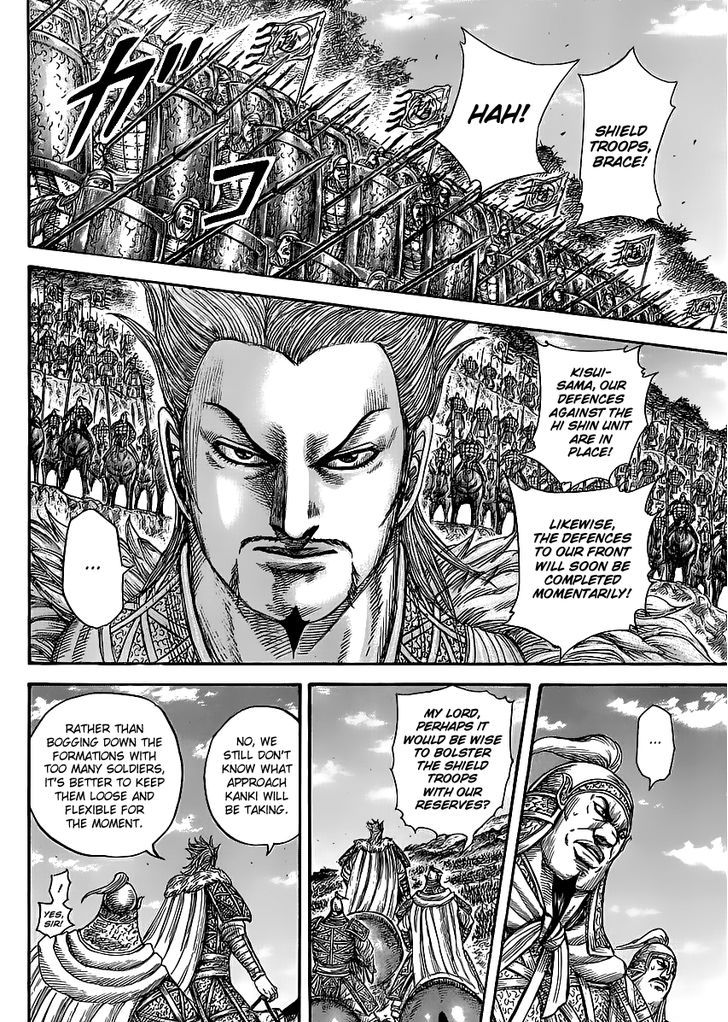 SHIELD
TROOPS,
BRACE!
HAH!
ガゴ
KISUI-
SAMA, OUR
DEFENCES
AGAINST THE
HI SHIN UNIT
ARE IN
PLACE!
LIKEWISE,
THE DEFENCES
TO OUR FRONT
WILL SOON BE
COMPLETED
MOMENTARILY!
...
...
MY LORD,
PERHAPS IT
WOULD BE WISE
TO BOLSTER
THE SHIELD
TROOPS
WITH OUR
RESERVES?
NO, WE
STILL DON'T
KNOW WHAT
APPROACH
KANKI WILL
BE TAKING.
RATHER THAN
BOGGING DOWN THE
FORMATIONS WITH
TOO MANY SOLDIERS,
IT'S BETTER TO KEEP
THEM LOOSE AND
FLEXIBLE FOR
THE MOMENT.
!
YES,
SIR!